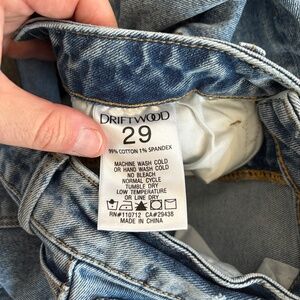 DRIFTWOOD
29
99% COTTON 1% SPANDEX
MACHINE WASH COLD
OR HAND WASH COLD
NO BLEACH
NORMAL CYCLE
TUMBLE DRY
LOW TEMPERATURE
OR LINE DRY
RN#110712 CA#29438
MADE IN CHINA